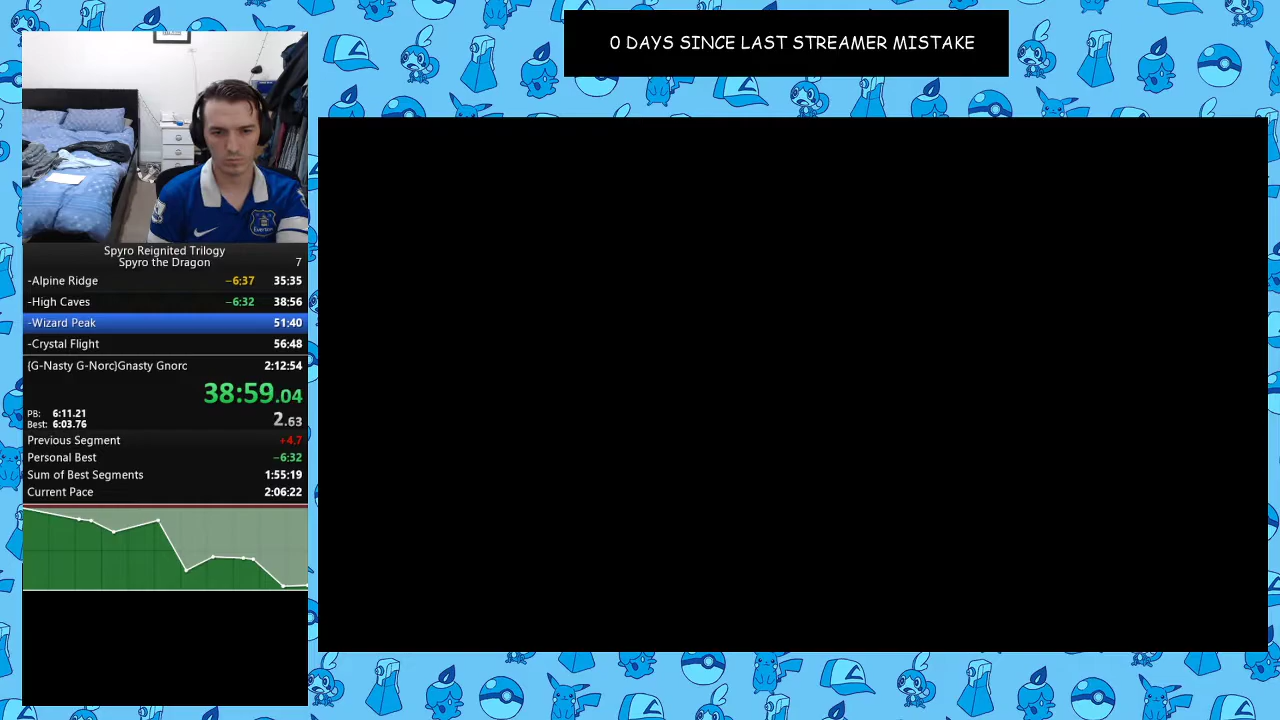 0 DAYS SINCE LAST STREAMER MISTAKE
Everton
Spyro Reignited Trilogy
Spyro the Dragon 7
-Alpine Ridge −6:37 35:35
-High Caves −6:32 38:56
-Wizard Peak 51:40
-Crystal Flight 56:48
{G-Nasty G-Norc}Gnasty Gnorc 2:12:54
38:59.04
PB: 6:11.21 2.63
Best: 6:03.76
Previous Segment +4.7
Personal Best −6:32
Sum of Best Segments 1:55:19
Current Pace 2:06:22